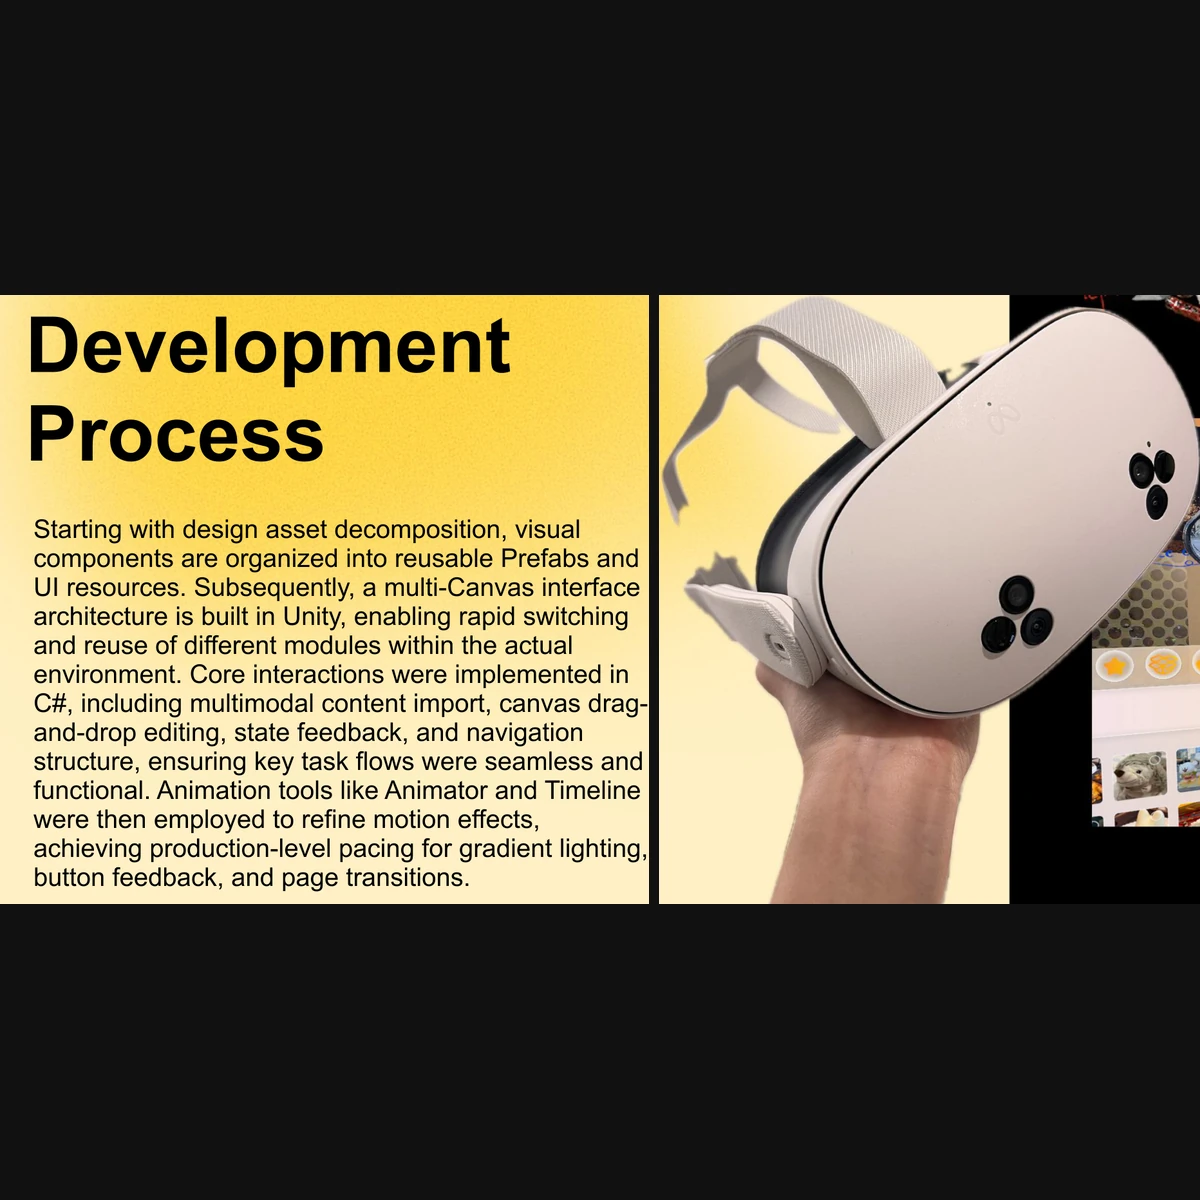 Development
Process
Starting with design asset decomposition, visual
components are organized into reusable Prefabs and
UI resources. Subsequently, a multi-Canvas interface
architecture is built in Unity, enabling rapid switching
and reuse of different modules within the actual
environment. Core interactions were implemented in
C#, including multimodal content import, canvas drag-
and-drop editing, state feedback, and navigation
structure, ensuring key task flows were seamless and
functional. Animation tools like Animator and Timeline
were then employed to refine motion effects,
achieving production-level pacing for gradient lighting,
button feedback, and page transitions.